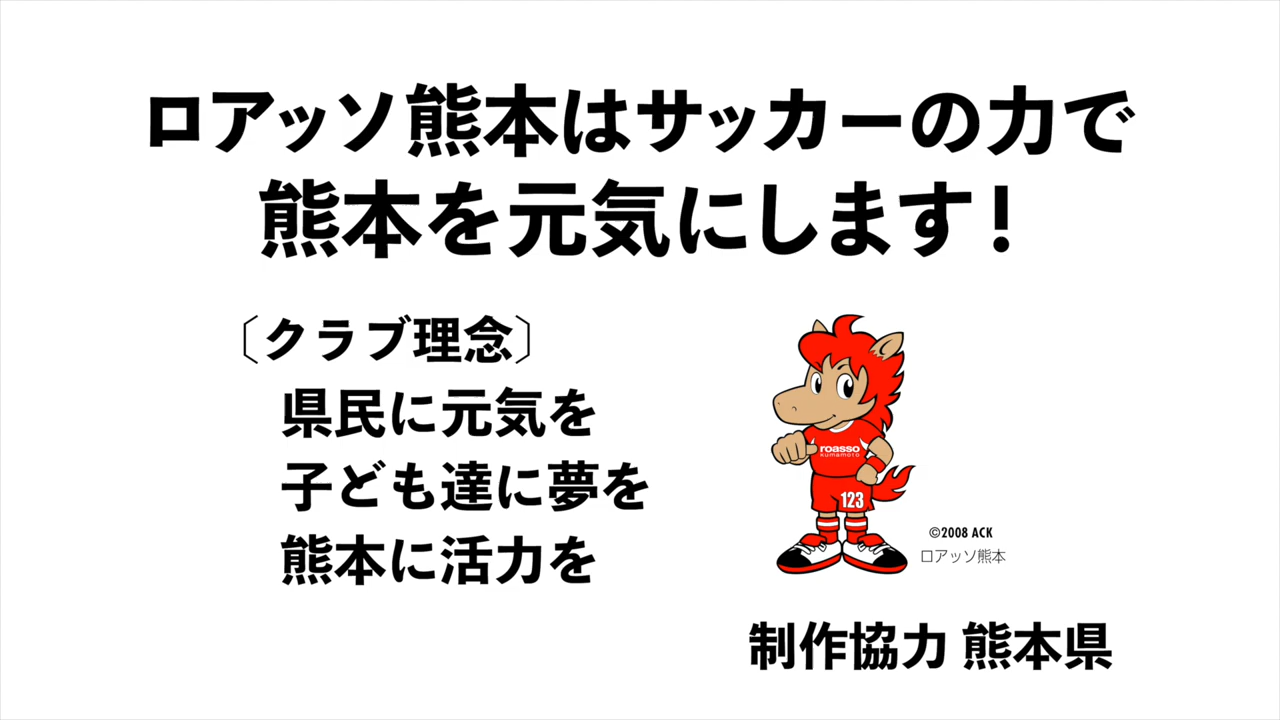 ロアッソ熊本はサッカーの力で
熊本を元気にします!
〔クラブ理念〕
県民に元気を
子ども達に夢を
熊本に活力を
roasso
kumamoto
123
©2008 ACK
ロアッソ熊本
制作協力 熊本県